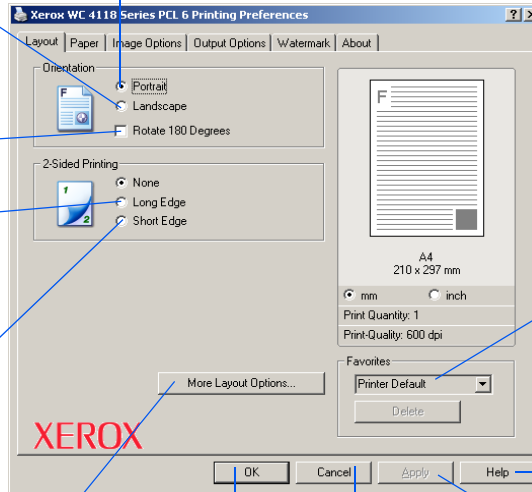 Xerox WC 4118 Series PCL 6 Printing Preferences
Layout Paper Image Options Output Options Watermark About
Orientation
F
Portrait
Landscape
Rotate 180 Degrees
2-Sided Printing
1
2
None
Long Edge
Short Edge
F
A4
210 x 297 mm
mm inch
Print Quantity: 1
Print-Quality: 600 dpi
Favorites
Printer Default
Delete
More Layout Options...
XEROX
OK Cancel Apply Help